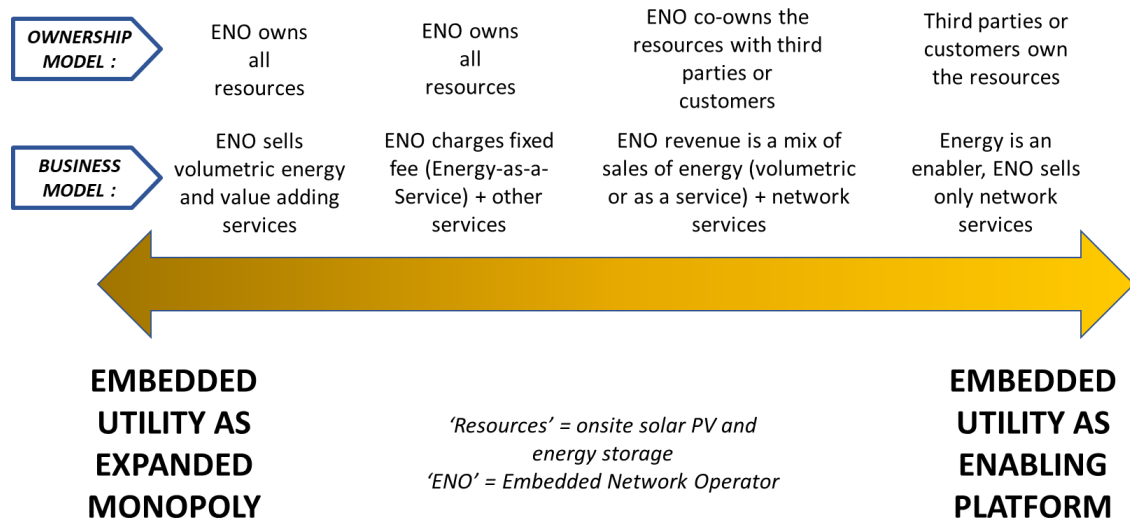 OWNERSHIP
MODEL :
ENO owns
all
resources
ENO owns
all
resources
ENO co-owns the
resources with third
parties or
customers
Third parties or
customers own
the resources
BUSINESS
MODEL :
ENO sells
volumetric energy
and value adding
services
ENO charges fixed
fee (Energy-as-a-
Service) + other
services
ENO revenue is a mix of
sales of energy (volumetric
or as a service) + network
services
Energy is an
enabler, ENO sells
only network
services
EMBEDDED
UTILITY AS
EXPANDED
MONOPOLY
‘Resources’ = onsite solar PV and
energy storage
‘ENO’ = Embedded Network Operator
EMBEDDED
UTILITY AS
ENABLING
PLATFORM